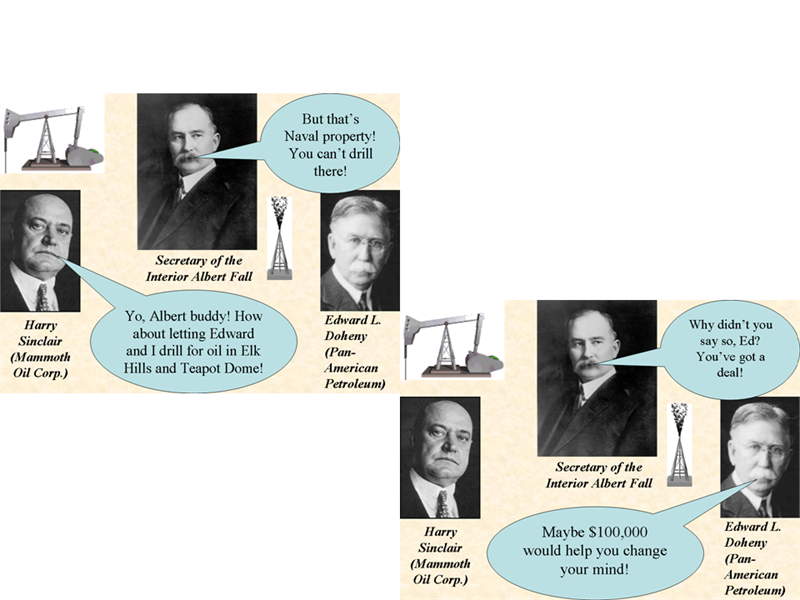 But that's
Naval property!
You can't drill
there!
Secretary of the
Interior Albert Fall
Yo, Albert buddy! How
about letting Edward
and I drill for oil in Elk
Hills and Teapot Dome!
Harry
Sinclair
(Mammoth
Oil Corp.)
Edward L.
Doheny
(Pan-
American
Petroleum)
Why didn't you
say so, Ed?
You've got a
deal!
Secretary of the
Interior Albert Fall
Maybe $100,000
would help you change
your mind!
Harry
Sinclair
(Mammoth
Oil Corp.)
Edward L.
Doheny
(Pan-
American
Petroleum)